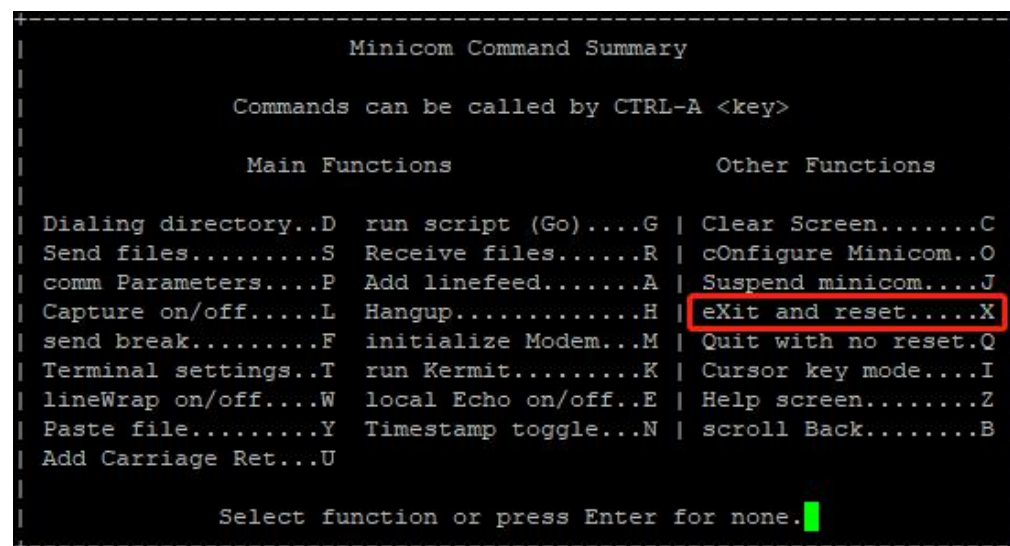 Minicom Command Summary
Commands can be called by CTRL-A <key>
Main Functions Other Functions
Dialing directory..D run script (Go)....G | Clear Screen.......C
Send files.........S Receive files......R | cOnfigure Minicom..O
comm Parameters....P Add linefeed.......A | Suspend minicom....J
Capture on/off.....L Hangup.............H | eXit and reset.....X
send break.........F initialize Modem...M | Quit with no reset.Q
Terminal settings..T run Kermit.........K | Cursor key mode....I
lineWrap on/off....W local Echo on/off..E | Help screen........Z
Paste file.........Y Timestamp toggle...N | scroll Back........B
Add Carriage Ret...U
Select function or press Enter for none.